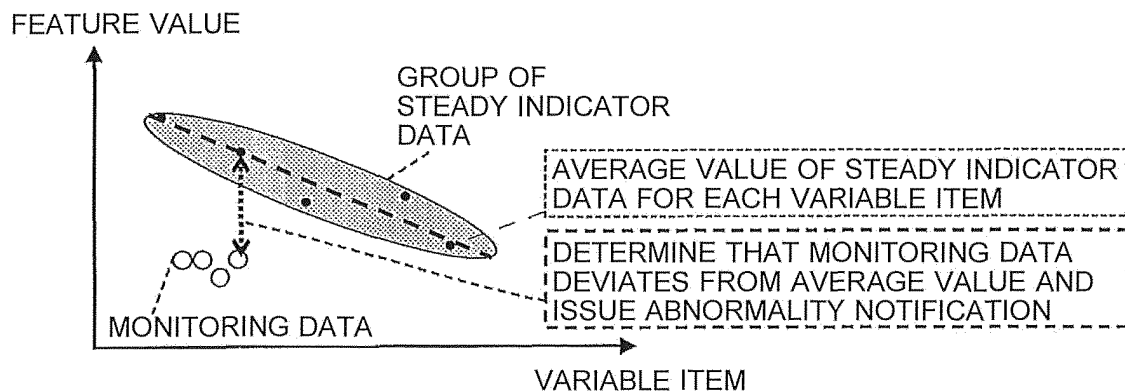 FEATURE VALUE
GROUP OF
STEADY INDICATOR
DATA
AVERAGE VALUE OF STEADY INDICATOR
DATA FOR EACH VARIABLE ITEM
DETERMINE THAT MONITORING DATA
DEVIATES FROM AVERAGE VALUE AND
ISSUE ABNORMALITY NOTIFICATION
MONITORING DATA
VARIABLE ITEM